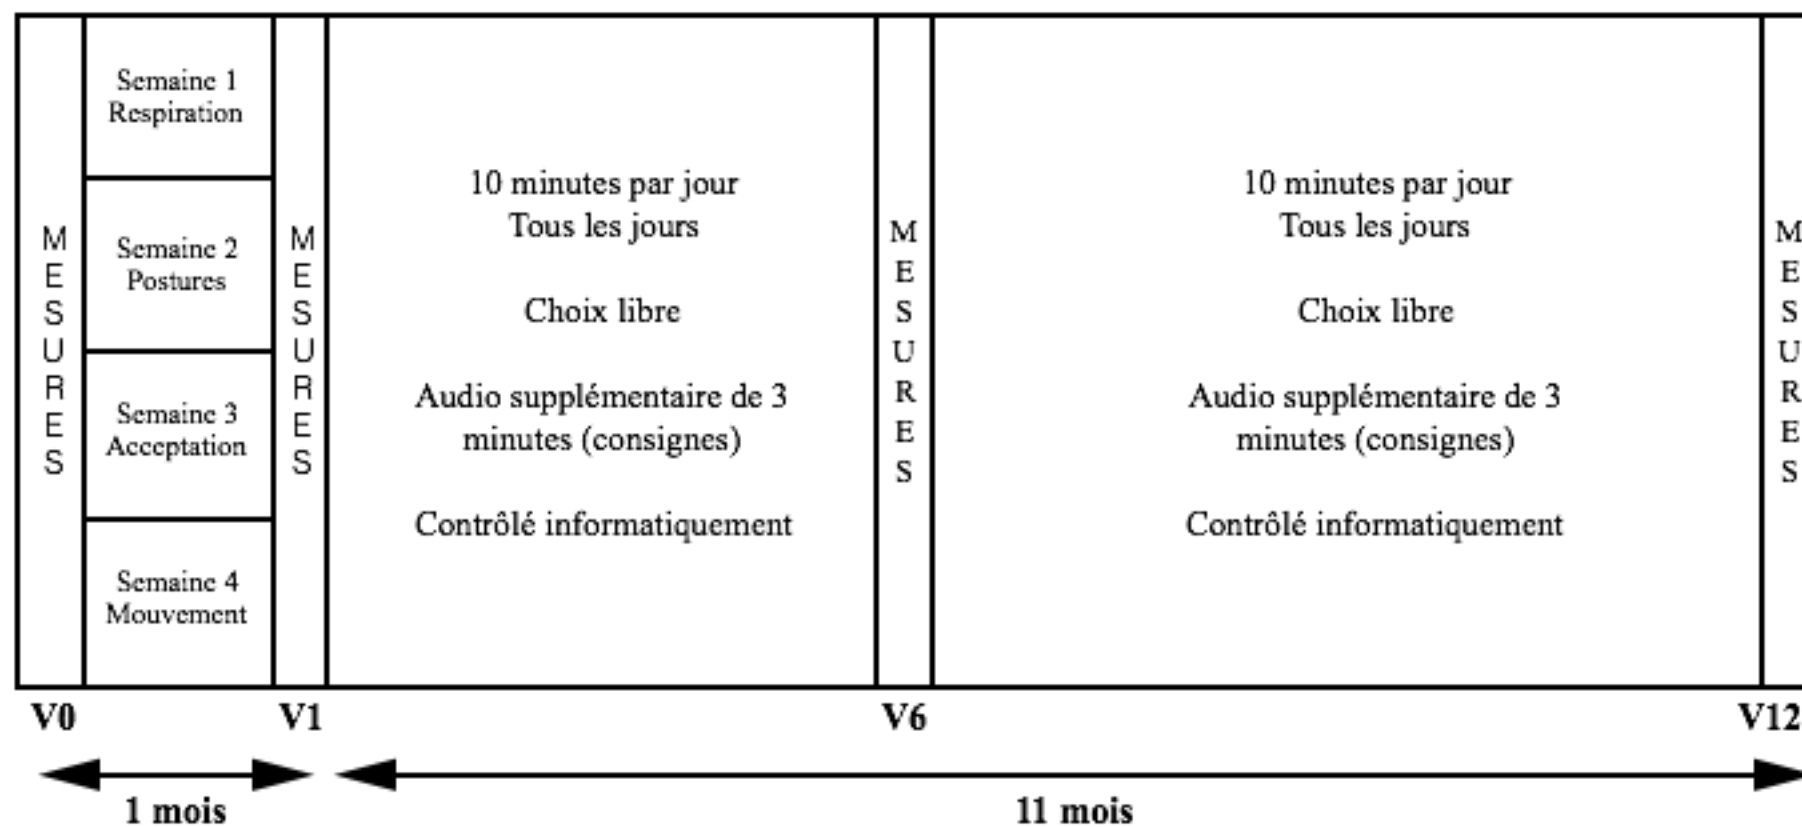 MESURES
Semaine 1
Respiration
Semaine 2
Postures
Semaine 3
Acceptation
Semaine 4
Mouvement
MESURES
10 minutes par jour
Tous les jours
Choix libre
Audio supplémentaire de 3
minutes (consignes)
Contrôlé informatiquement
MESURES
10 minutes par jour
Tous les jours
Choix libre
Audio supplémentaire de 3
minutes (consignes)
Contrôlé informatiquement
MESURES
V0 V1 V6 V12
1 mois 11 mois